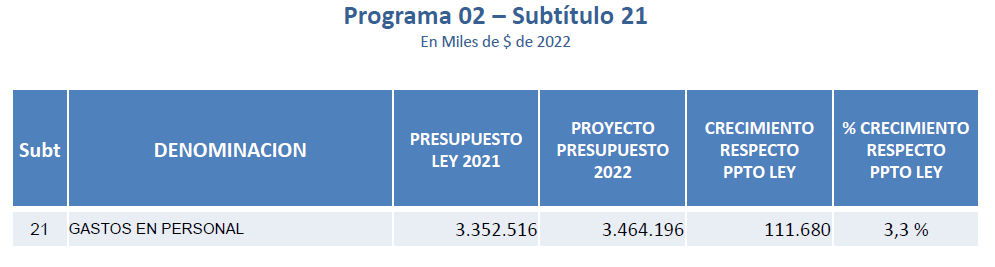 Programa 02 – Subtítulo 21
En Miles de $ de 2022
Subt
DENOMINACION
PRESUPUESTO
LEY 2021
PROYECTO
PRESUPUESTO
2022
CRECIMIENTO
RESPECTO
PPTO LEY
% CRECIMIENTO
RESPECTO
PPTO LEY
21
GASTOS EN PERSONAL
3.352.516
3.464.196
111.680
3,3 %